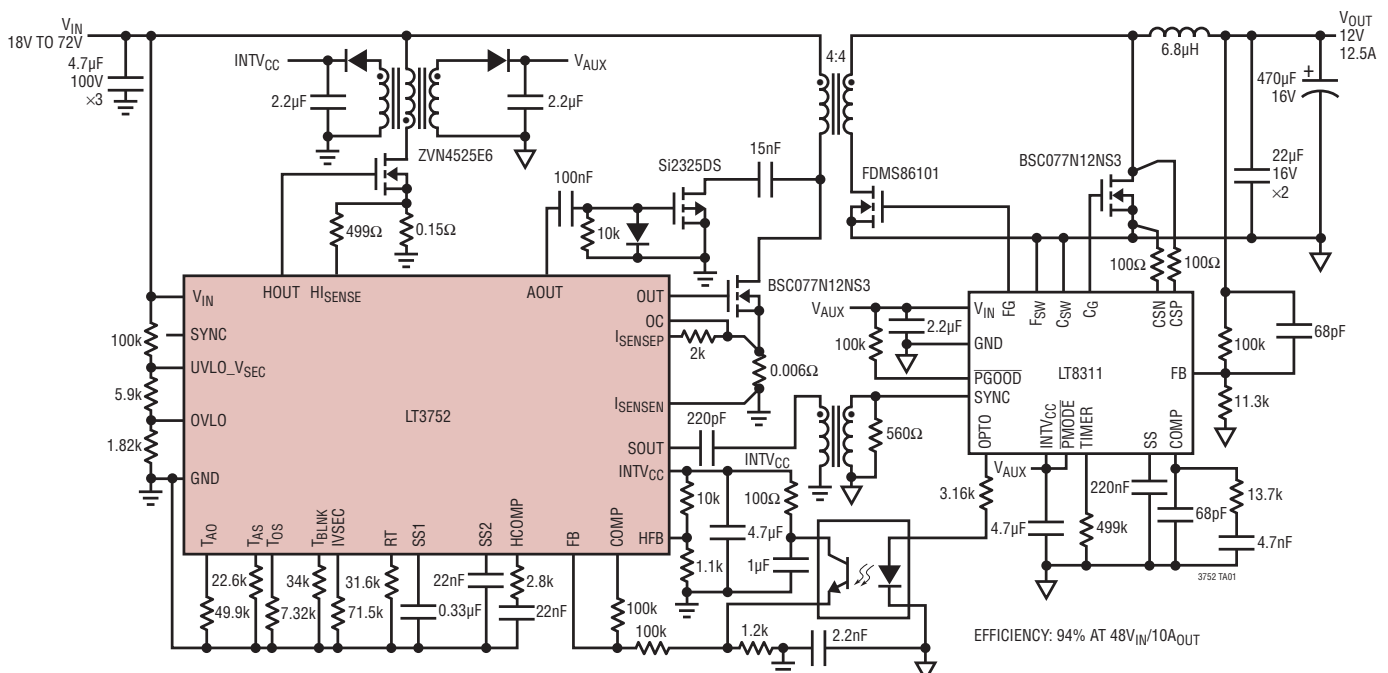 VIN
18V TO 72V
4.7µF
100V
×3
INTVCC
2.2µF
VAUX
2.2µF
ZVN4525E6
499Ω
0.15Ω
100nF
10k
Si2325DS
15nF
4:4
FDMS86101
BSC077N12NS3
6.8µH
VOUT
12V
12.5A
470µF
16V
+
22µF
16V
×2
100Ω
100Ω
BSC077N12NS3
VIN
HOUT
HISENSE
AOUT
OUT
OC
ISENSEP
ISENSEN
SOUT
INTVCC
HFB
SYNC
UVLO_VSEC
OVLO
GND
LT3752
TAO
TAS
TOS
TBLNK
IVSEC
RT
SS1
SS2
HCOMP
FB
COMP
100k
5.9k
1.82k
2k
0.006Ω
220pF
560Ω
INTVCC
10k
1.1k
4.7µF
100Ω
1µF
49.9k
22.6k
7.32k
34k
71.5k
31.6k
0.33µF
22nF
2.8k
22nF
100k
100k
1.2k
2.2nF
VAUX
2.2µF
100k
VIN
GND
PGOOD
SYNC
FG
FSW
CSW
CG
CSN
CSP
FB
LT8311
OPTO
INTVCC
PMODE
TIMER
SS
COMP
100k
68pF
11.3k
3.16k
VAUX
4.7µF
499k
220nF
68pF
13.7k
4.7nF
3752 TA01
EFFICIENCY: 94% AT 48VIN/10AOUT